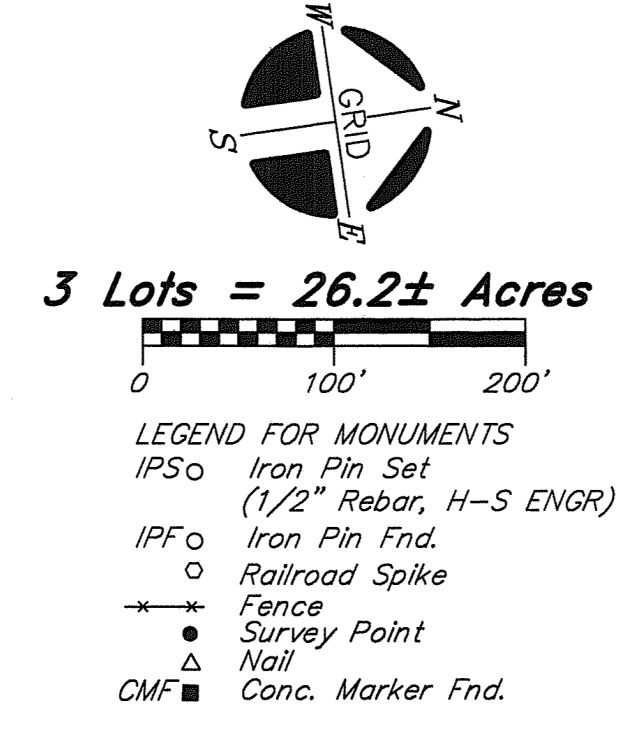 W
N
GRID
S
E
3 Lots = 26.2± Acres
0 100' 200'
LEGEND FOR MONUMENTS
IPS Iron Pin Set
(1/2" Rebar, H-S ENGR)
IPF Iron Pin Fnd.
Railroad Spike
Fence
Survey Point
Nail
CMF Conc. Marker Fnd.